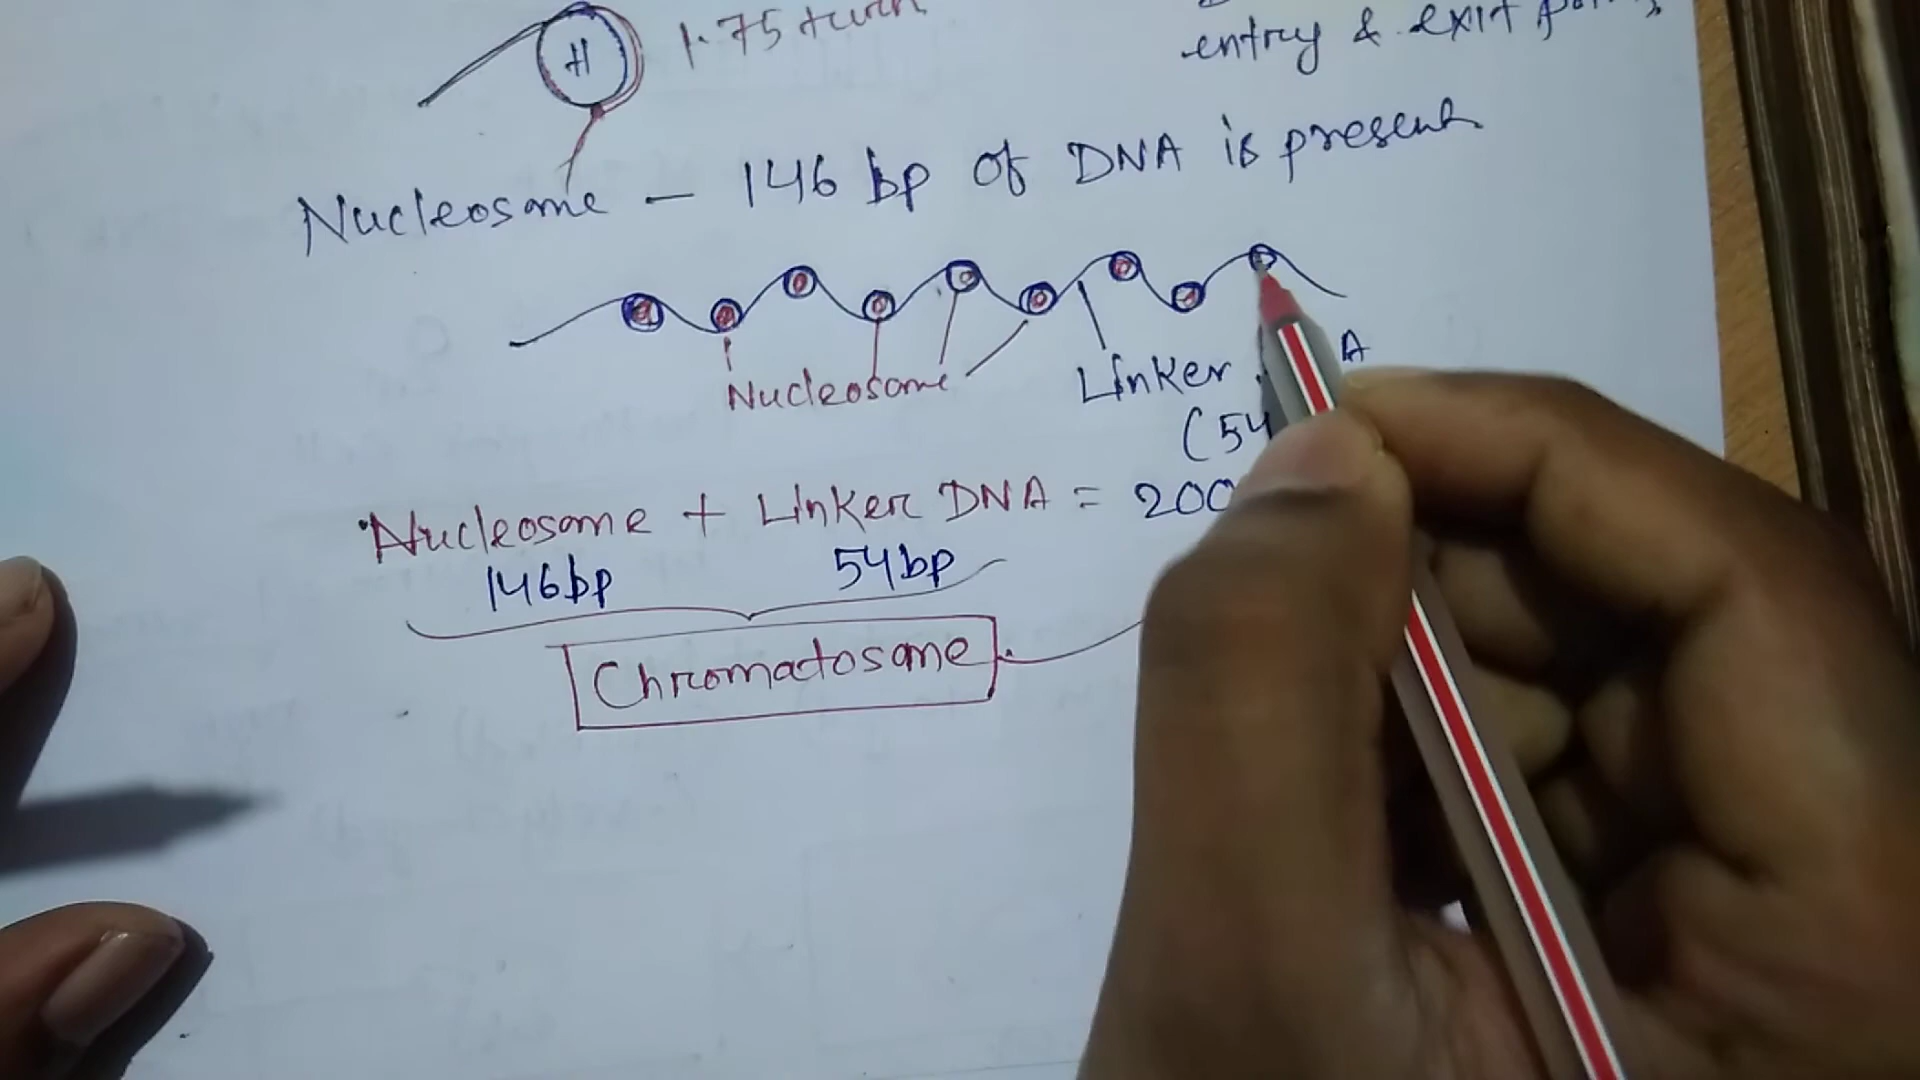 H 1.75 turn
entry & exit
Nucleosome – 146 bp of DNA is present
Nucleosome
Linker A
(54
Nucleosome + Linker DNA = 200
146bp 54bp
Chromatosome